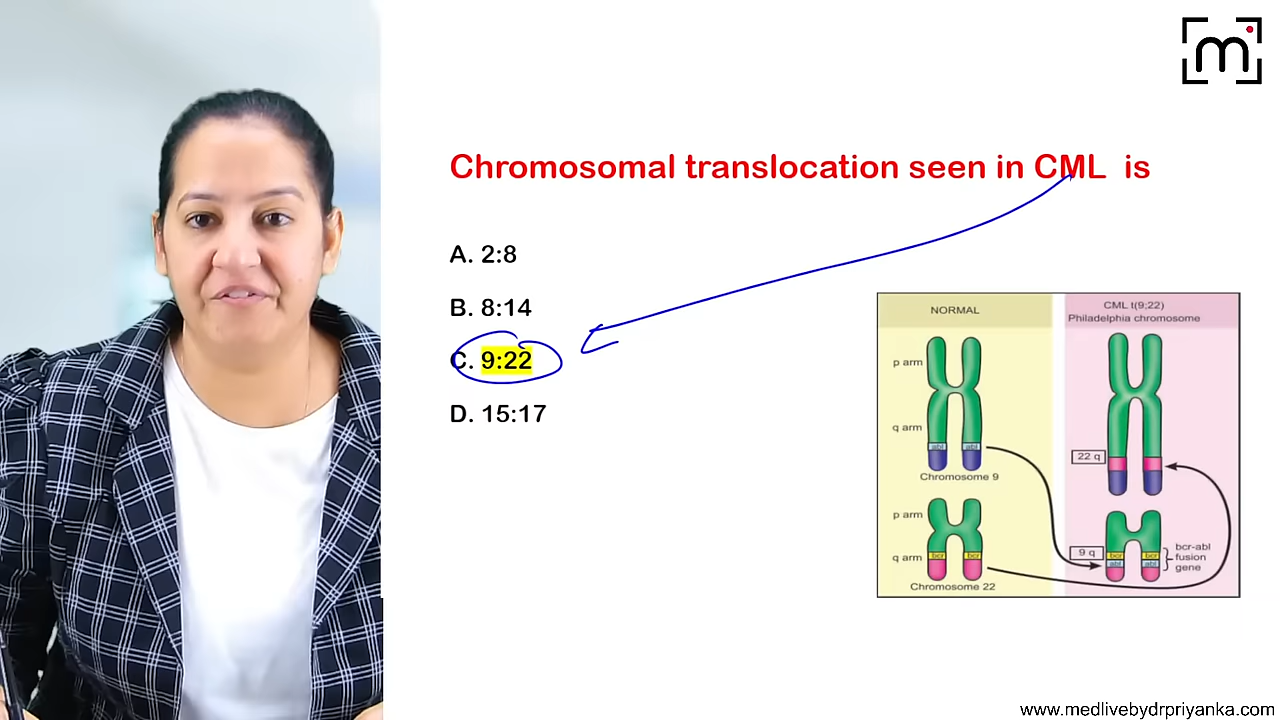 m
Chromosomal translocation seen in CML is
A. 2:8
B. 8:14
C. 9:22
D. 15:17
NORMAL
CML t(9;22)
Philadelphia chromosome
p arm
q arm
abl abl
Chromosome 9
p arm
q arm
bcr bcr
Chromosome 22
22 q
9 q
bcr bcr
abl abl
bcr-abl
fusion
gene
www.medlivebydrpriyanka.com